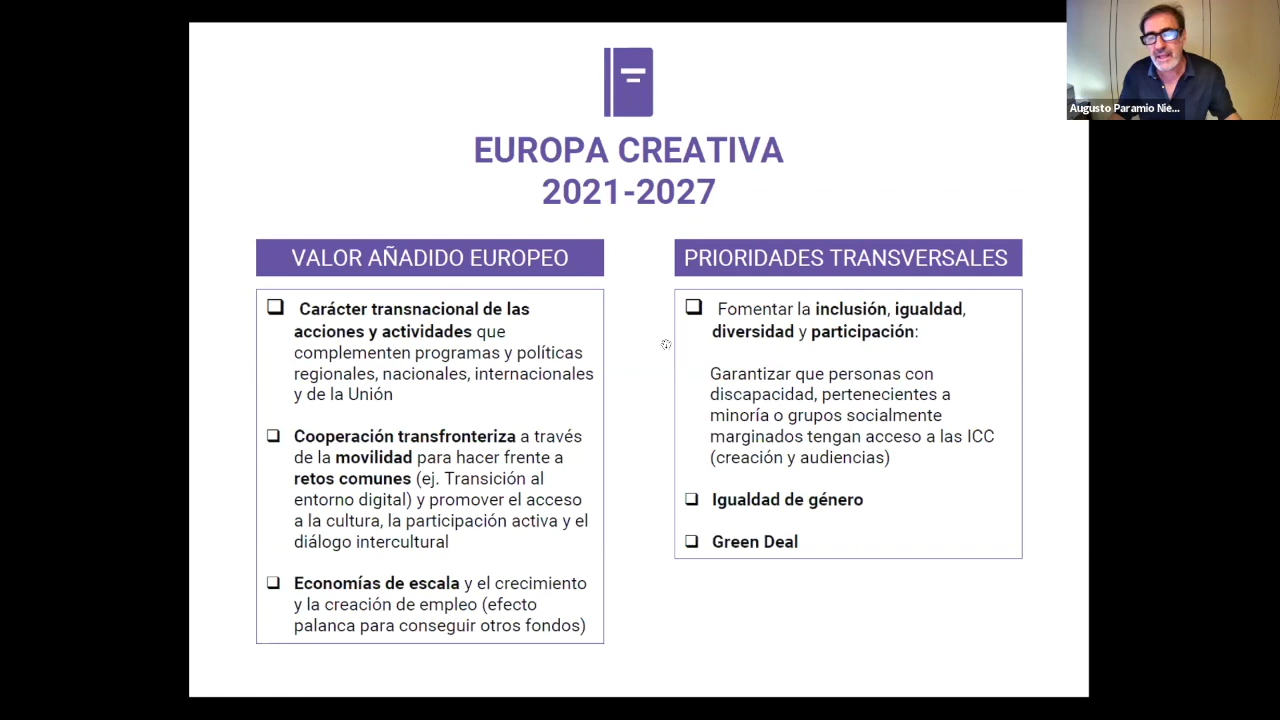 EUROPA CREATIVA
2021-2027
VALOR AÑADIDO EUROPEO
Carácter transnacional de las
acciones y actividades que
complementen programas y políticas
regionales, nacionales, internacionales
y de la Unión
Cooperación transfronteriza a través
de la movilidad para hacer frente a
retos comunes (ej. Transición al
entorno digital) y promover el acceso
a la cultura, la participación activa y el
diálogo intercultural
Economías de escala y el crecimiento
y la creación de empleo (efecto
palanca para conseguir otros fondos)
PRIORIDADES TRANSVERSALES
Fomentar la inclusión, igualdad,
diversidad y participación:
Garantizar que personas con
discapacidad, pertenecientes a
minoría o grupos socialmente
marginados tengan acceso a las ICC
(creación y audiencias)
Igualdad de género
Green Deal
Augusto Paramio Nie...